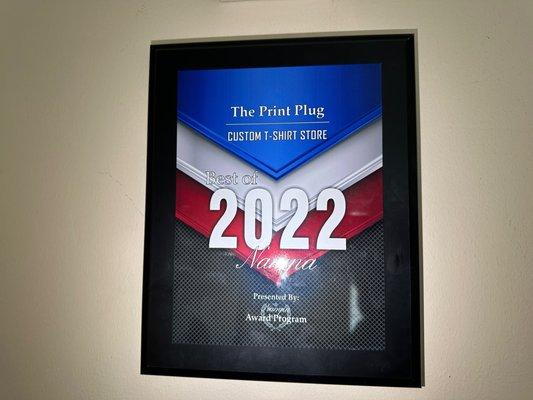 The Print Plug
CUSTOM T-SHIRT STORE
Best of
2022
Nampa
Presented By:
Award Program